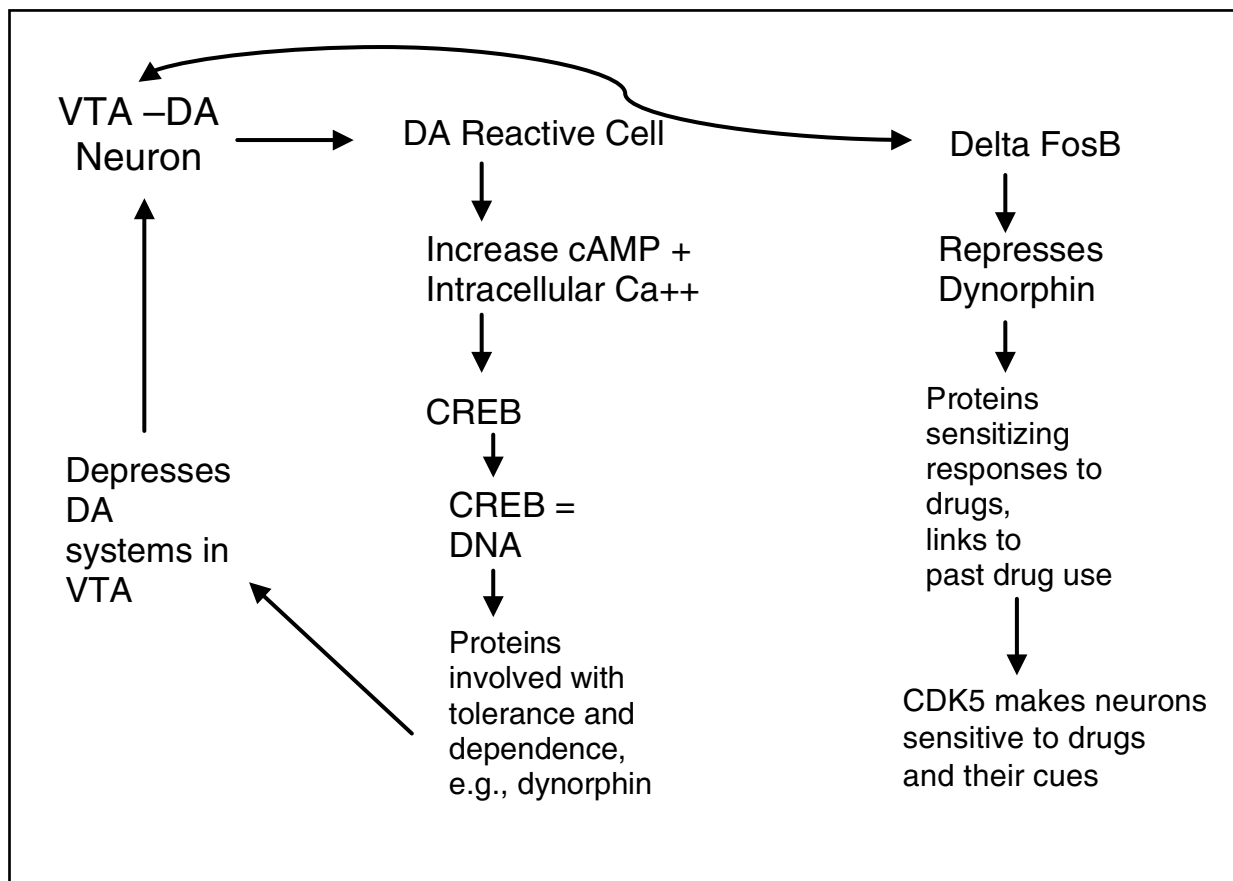 VTA –DA
Neuron
DA Reactive Cell
Increase cAMP +
Intracellular Ca++
CREB
CREB =
DNA
Proteins
involved with
tolerance and
dependence,
e.g., dynorphin
Depresses
DA
systems in
VTA
Delta FosB
Represses
Dynorphin
Proteins
sensitizing
responses to
drugs,
links to
past drug use
CDK5 makes neurons
sensitive to drugs
and their cues